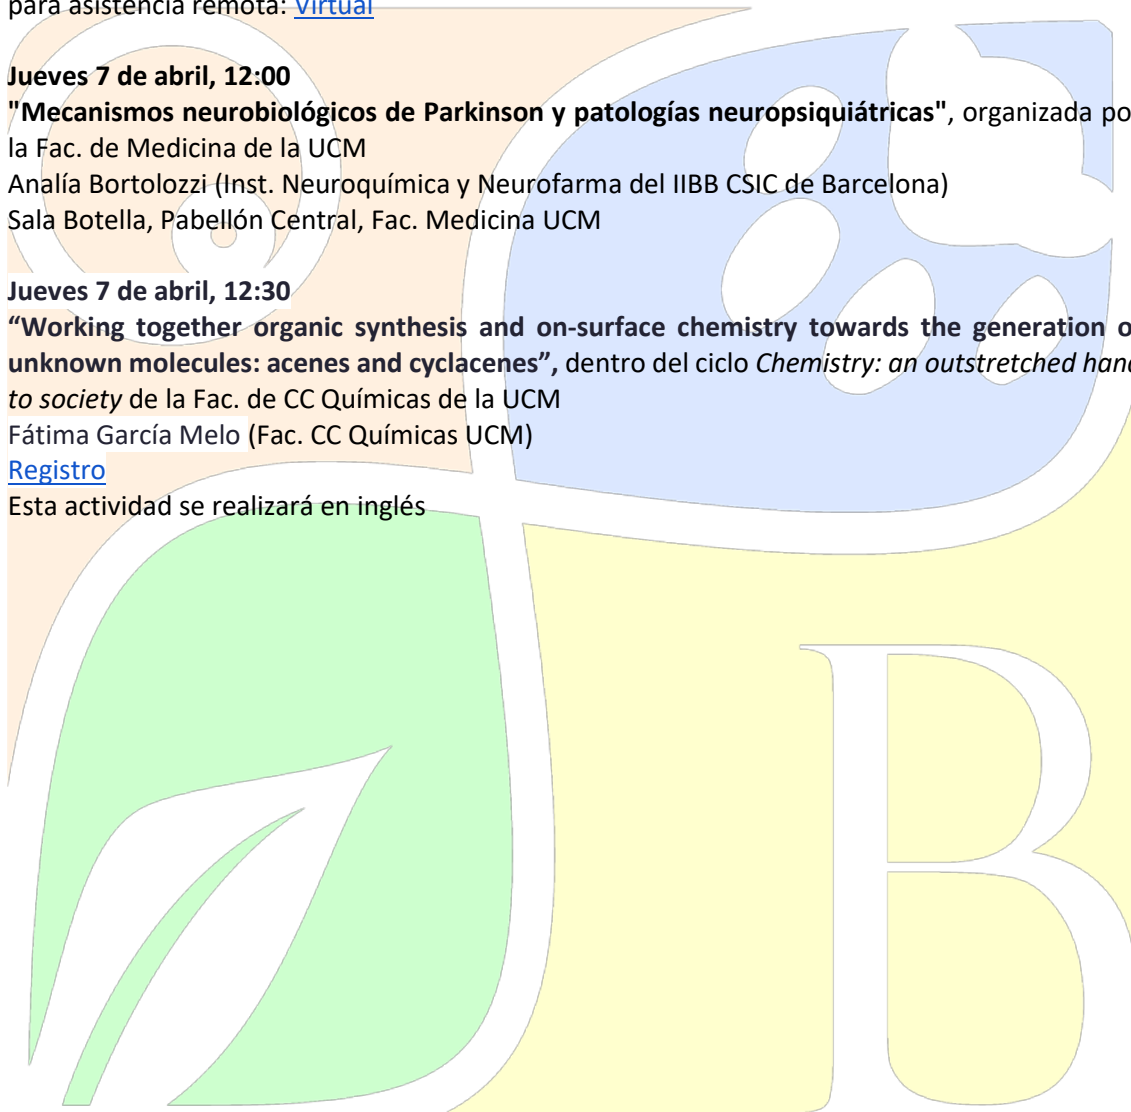 para asistencia remota: Virtual
Jueves 7 de abril, 12:00
"Mecanismos neurobiológicos de Parkinson y patologías neuropsiquiátricas", organizada po
la Fac. de Medicina de la UCM
Analía Bortolozzi (Inst. Neuroquímica y Neurofarma del IIBB CSIC de Barcelona)
Sala Botella, Pabellón Central, Fac. Medicina UCM
Jueves 7 de abril, 12:30
“Working together organic synthesis and on-surface chemistry towards the generation o
unknown molecules: acenes and cyclacenes”, dentro del ciclo Chemistry: an outstretched hand
to society de la Fac. de CC Químicas de la UCM
Fátima García Melo (Fac. CC Químicas UCM)
Registro
Esta actividad se realizará en inglés
B